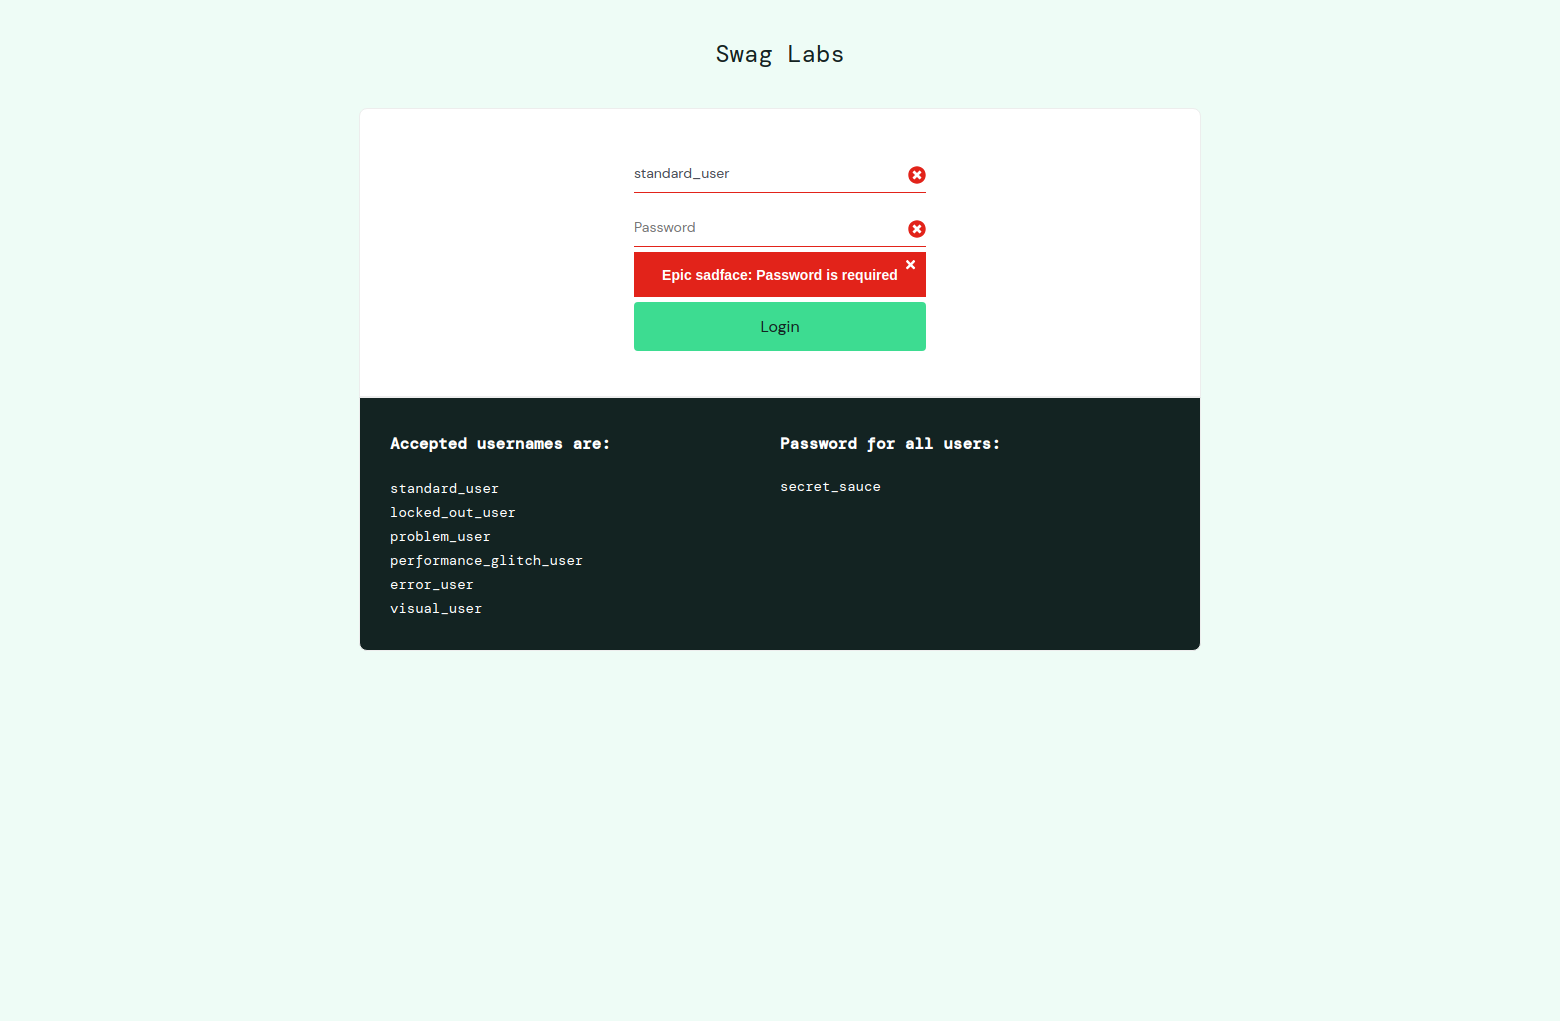 Swag Labs
standard_user
Password
Epic sadface: Password is required
Login
Accepted usernames are:
standard_user
locked_out_user
problem_user
performance_glitch_user
error_user
visual_user
Password for all users:
secret_sauce